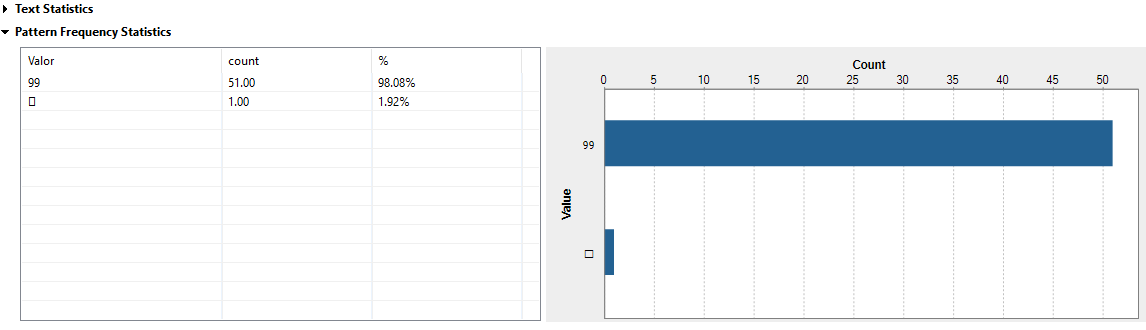 Text Statistics
Pattern Frequency Statistics
Valor count %
99 51.00 98.08%
□ 1.00 1.92%
Count
0 5 10 15 20 25 30 35 40 45 50
99
Value
□